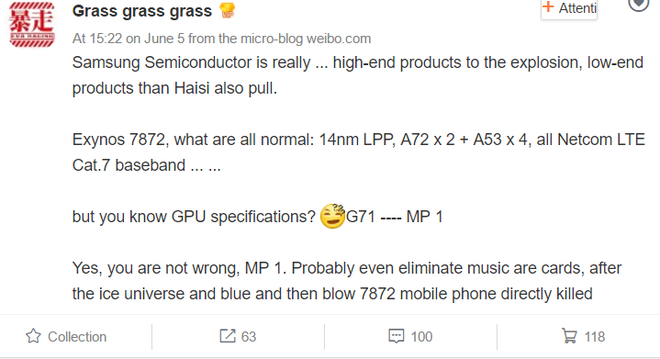 Grass grass grass
+ Attenti
At 15:22 on June 5 from the micro-blog weibo.com
Samsung Semiconductor is really ... high-end products to the explosion, low-end
products than Haisi also pull.
Exynos 7872, what are all normal: 14nm LPP, A72 x 2 + A53 x 4, all Netcom LTE
Cat.7 baseband ... ...
but you know GPU specifications? G71 ---- MP 1
Yes, you are not wrong, MP 1. Probably even eliminate music are cards, after
the ice universe and blue and then blow 7872 mobile phone directly killed
Collection
63
100
118
暴走